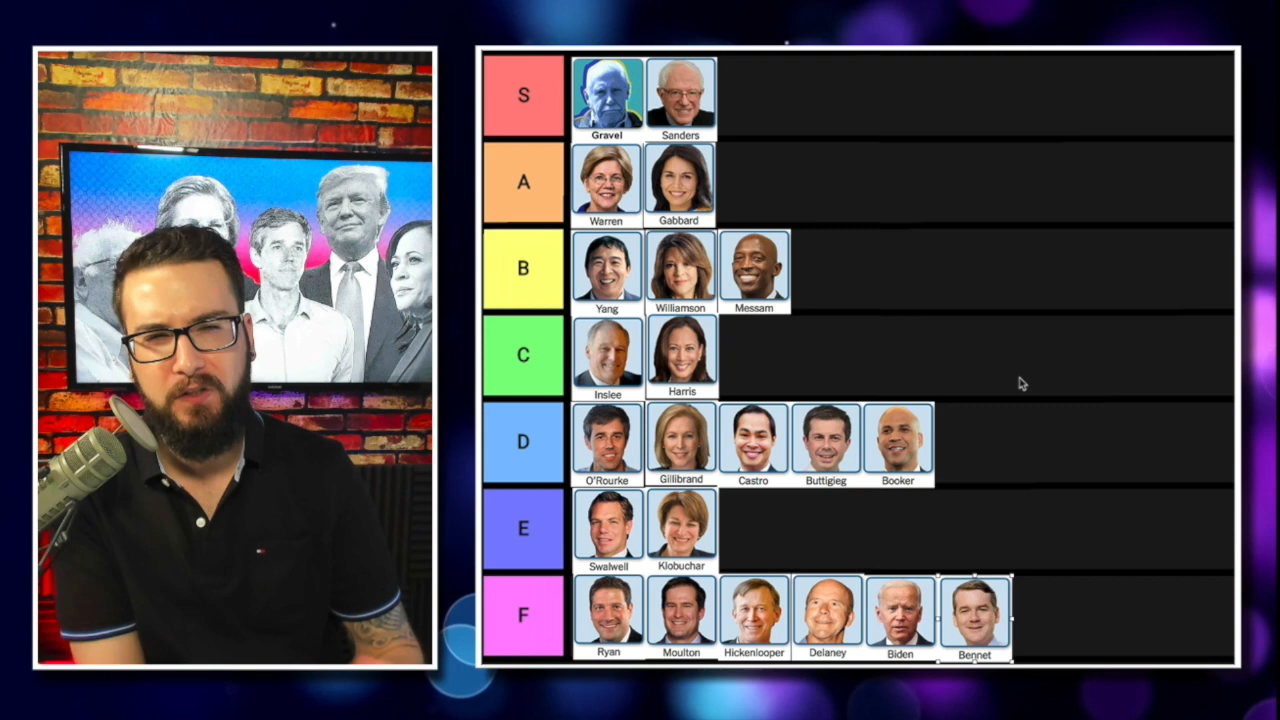 S
Gravel Sanders
A
Warren Gabbard
B
Yang Williamson Messam
C
Inslee Harris
D
O'Rourke Gillibrand Castro Buttigieg Booker
E
Swalwell Klobuchar
F
Ryan Moulton Hickenlooper Delaney Biden Bennet